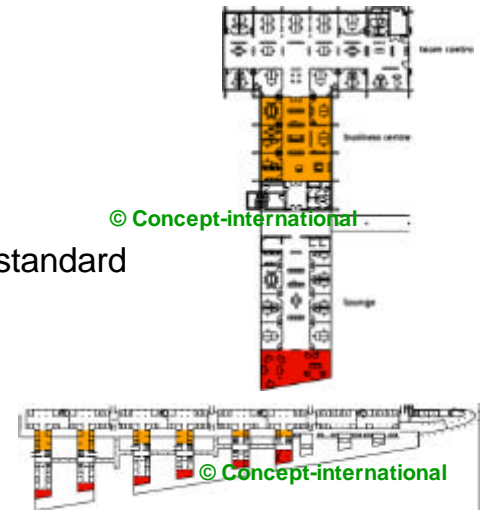 team centre
business centre
© Concept-international
standard
lounge
© Concept-international